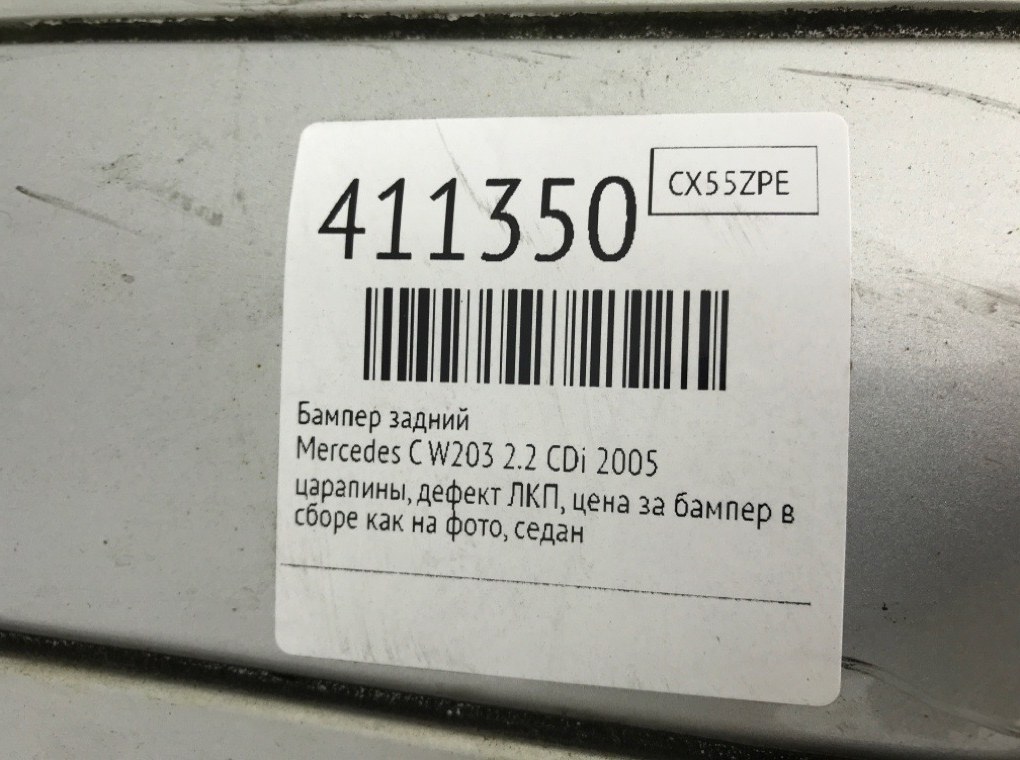 411350
CX55ZPE
Бампер задний
Mercedes C W203 2.2 CDi 2005
царапины, дефект ЛКП, цена за бампер в
сборе как на фото, седан